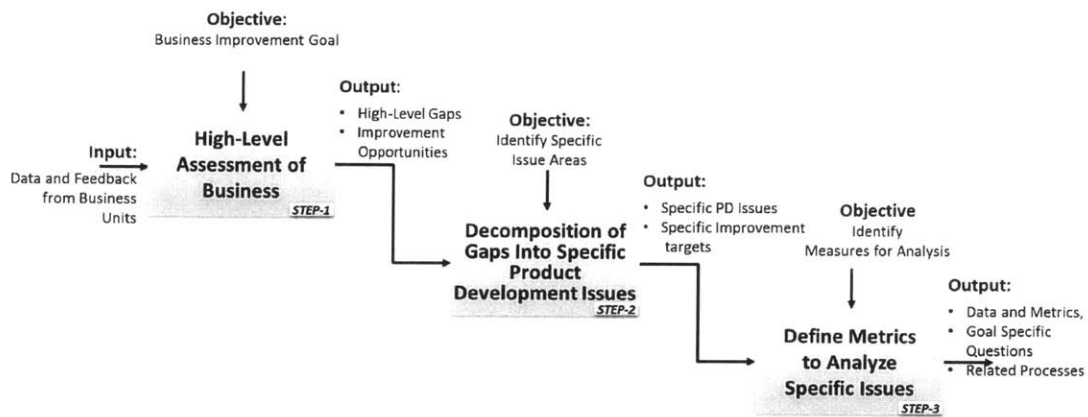 Objective:
Business Improvement Goal
Input:
Data and Feedback
from Business
Units
High-Level
Assessment of
Business
STEP-1
Output:
• High-Level Gaps
• Improvement
Opportunities
Objective:
Identify Specific
Issue Areas
Decomposition of
Gaps Into Specific
Product
Development Issues
STEP-2
Output:
• Specific PD Issues
• Specific Improvement
targets
Objective
Identify
Measures for Analysis
Define Metrics
to Analyze
Specific Issues
STEP-3
Output:
• Data and Metrics,
• Goal Specific
Questions
• Related Processes